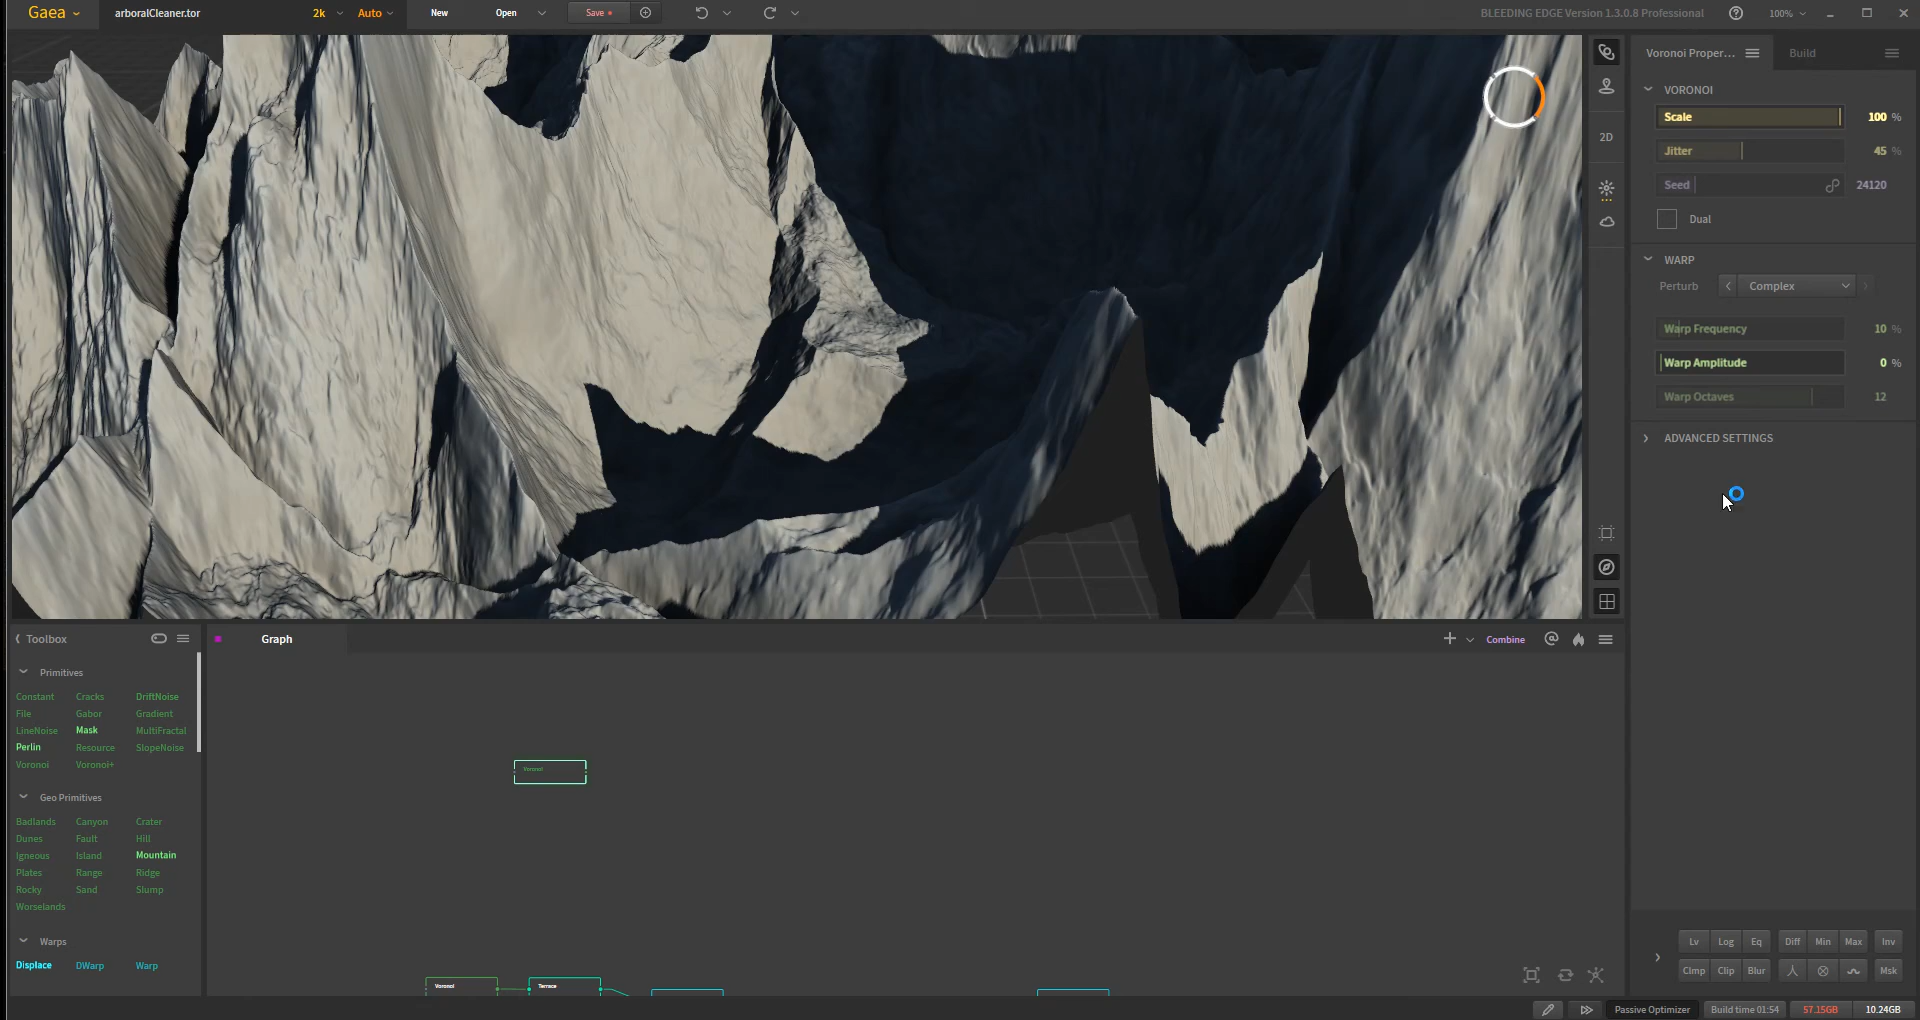 Gaea
arboralCleaner.tor
2k
Auto
New
Open
Save
BLEEDING EDGE Version 1.3.0.8 Professional
100%
Voronoi Proper...
Build
VORONOI
Scale 100 %
Jitter 45 %
Seed 24120
Dual
WARP
Perturb Complex
Warp Frequency 10 %
Warp Amplitude 0 %
Warp Octaves 12
ADVANCED SETTINGS
2D
Toolbox
Graph
Combine
Primitives
Constant Cracks DriftNoise
File Gabor Gradient
LineNoise Mask MultiFractal
Perlin Resource SlopeNoise
Voronoi Voronoi+
Geo Primitives
Badlands Canyon Crater
Dunes Fault Hill
Igneous Island Mountain
Plates Range Ridge
Rocky Sand Slump
Worselands
Warps
Displace DWarp Warp
Voronoi
Voronoi
Terrace
Lv Log Eq Diff Min Max Inv
Clmp Clip Blur Msk
Passive Optimizer
Build time 01:54
57.15GB
10.24GB